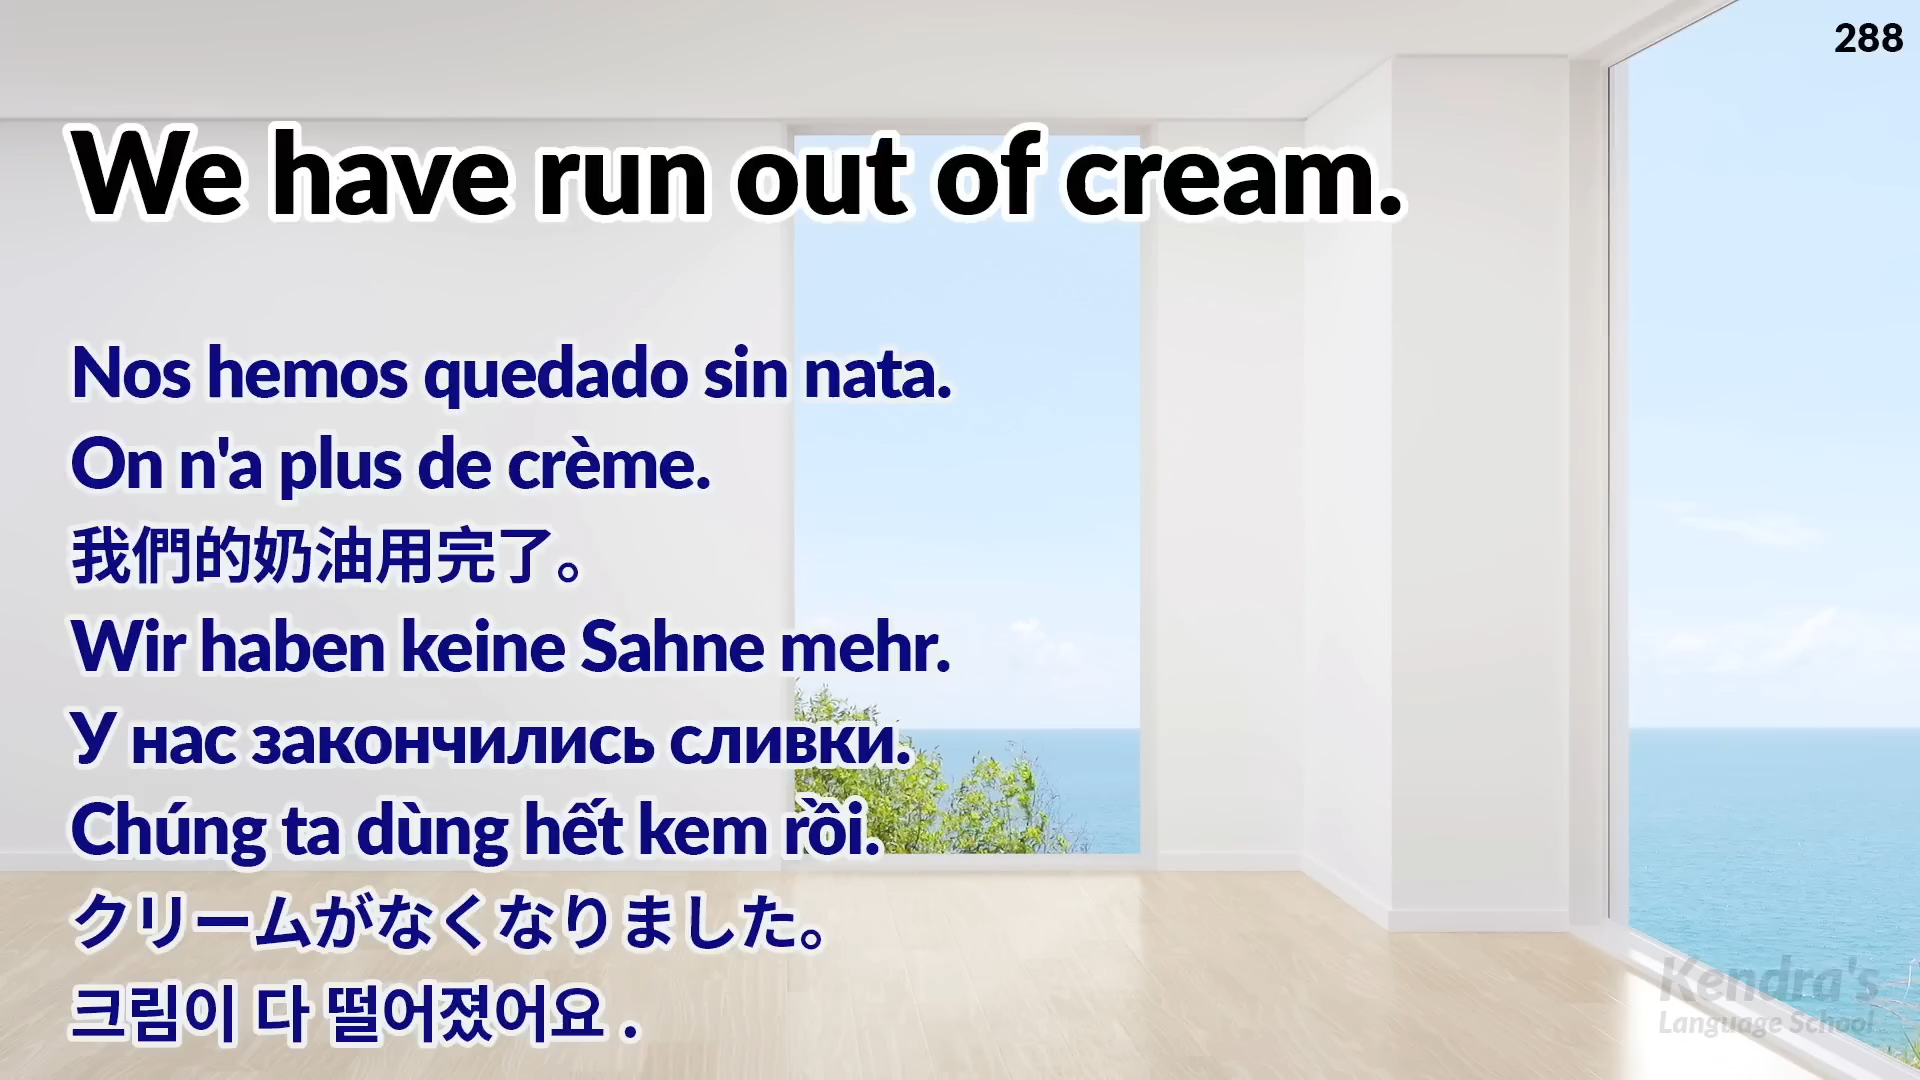 288
We have run out of cream.
Nos hemos quedado sin nata.
On n'a plus de crème.
我們的奶油用完了。
Wir haben keine Sahne mehr.
У нас закончились сливки.
Chúng ta dùng hết kem rồi.
クリームがなくなりました。
크림이 다 떨어졌어요 .
Kendra's
Language School